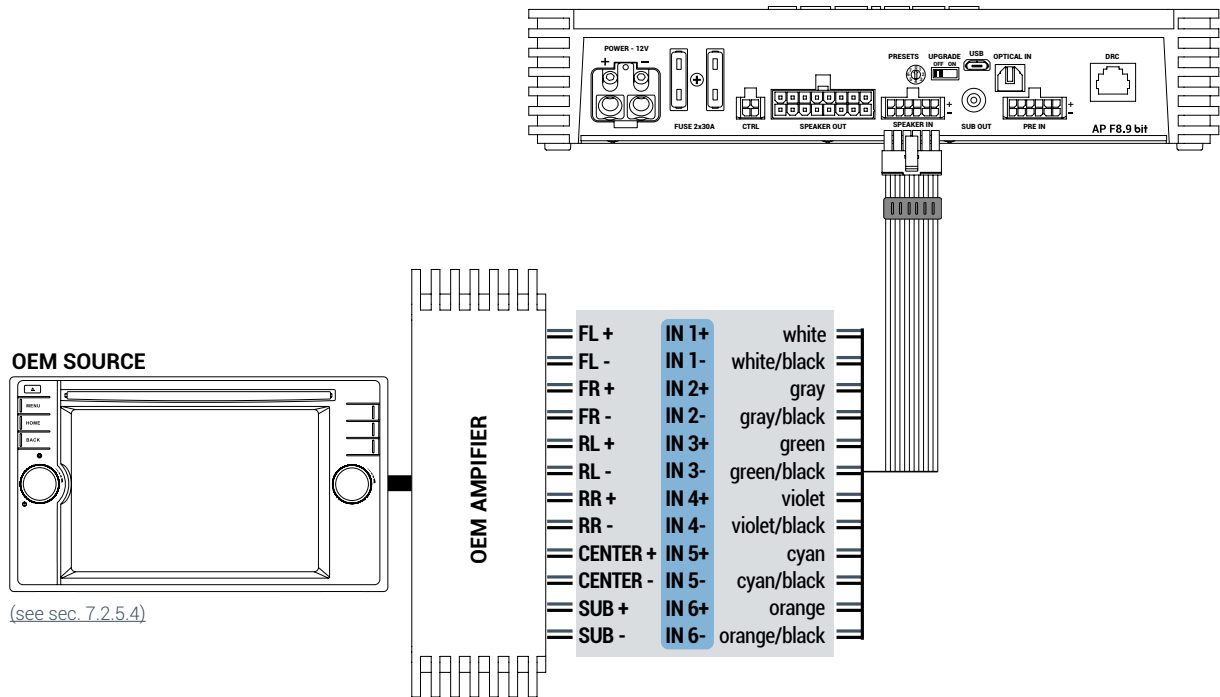 POWER - 12V
+ -
FUSE 2x30A
CTRL
SPEAKER OUT
PRESETS
UPGRADE
OFF ON
USB
OPTICAL IN
DRC
SPEAKER IN
+
-
SUB OUT
PRE IN
+
-
AP F8.9 bit
OEM SOURCE
MENU
HOME
BACK
(see sec. 7.2.5.4)
OEM AMPIFIER
FL + IN 1+ white
FL - IN 1- white/black
FR + IN 2+ gray
FR - IN 2- gray/black
RL + IN 3+ green
RL - IN 3- green/black
RR + IN 4+ violet
RR - IN 4- violet/black
CENTER + IN 5+ cyan
CENTER - IN 5- cyan/black
SUB + IN 6+ orange
SUB - IN 6- orange/black